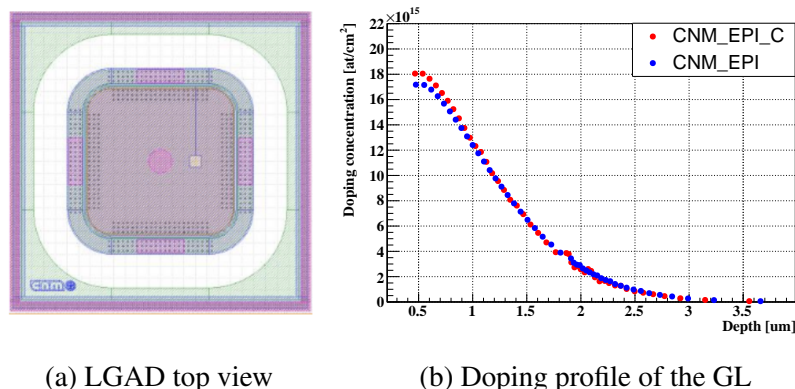 cnm
22
×10¹⁵
20
18
16
14
12
10
8
6
4
2
0
Doping concentration [at/cm²]
CNM_EPI_C
CNM_EPI
0.5 1 1.5 2 2.5 3 3.5
Depth [um]
(a) LGAD top view
(b) Doping profile of the GL